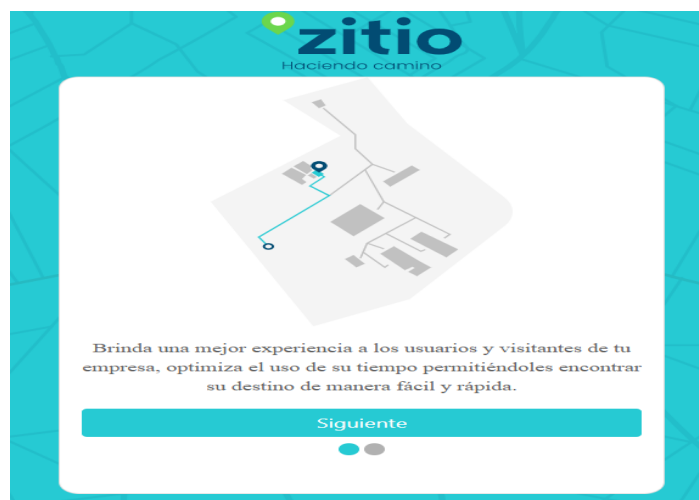 zitio
Haciendo camino
Brinda una mejor experiencia a los usuarios y visitantes de tu
empresa, optimiza el uso de su tiempo permitiéndoles encontrar
su destino de manera fácil y rápida.
Siguiente